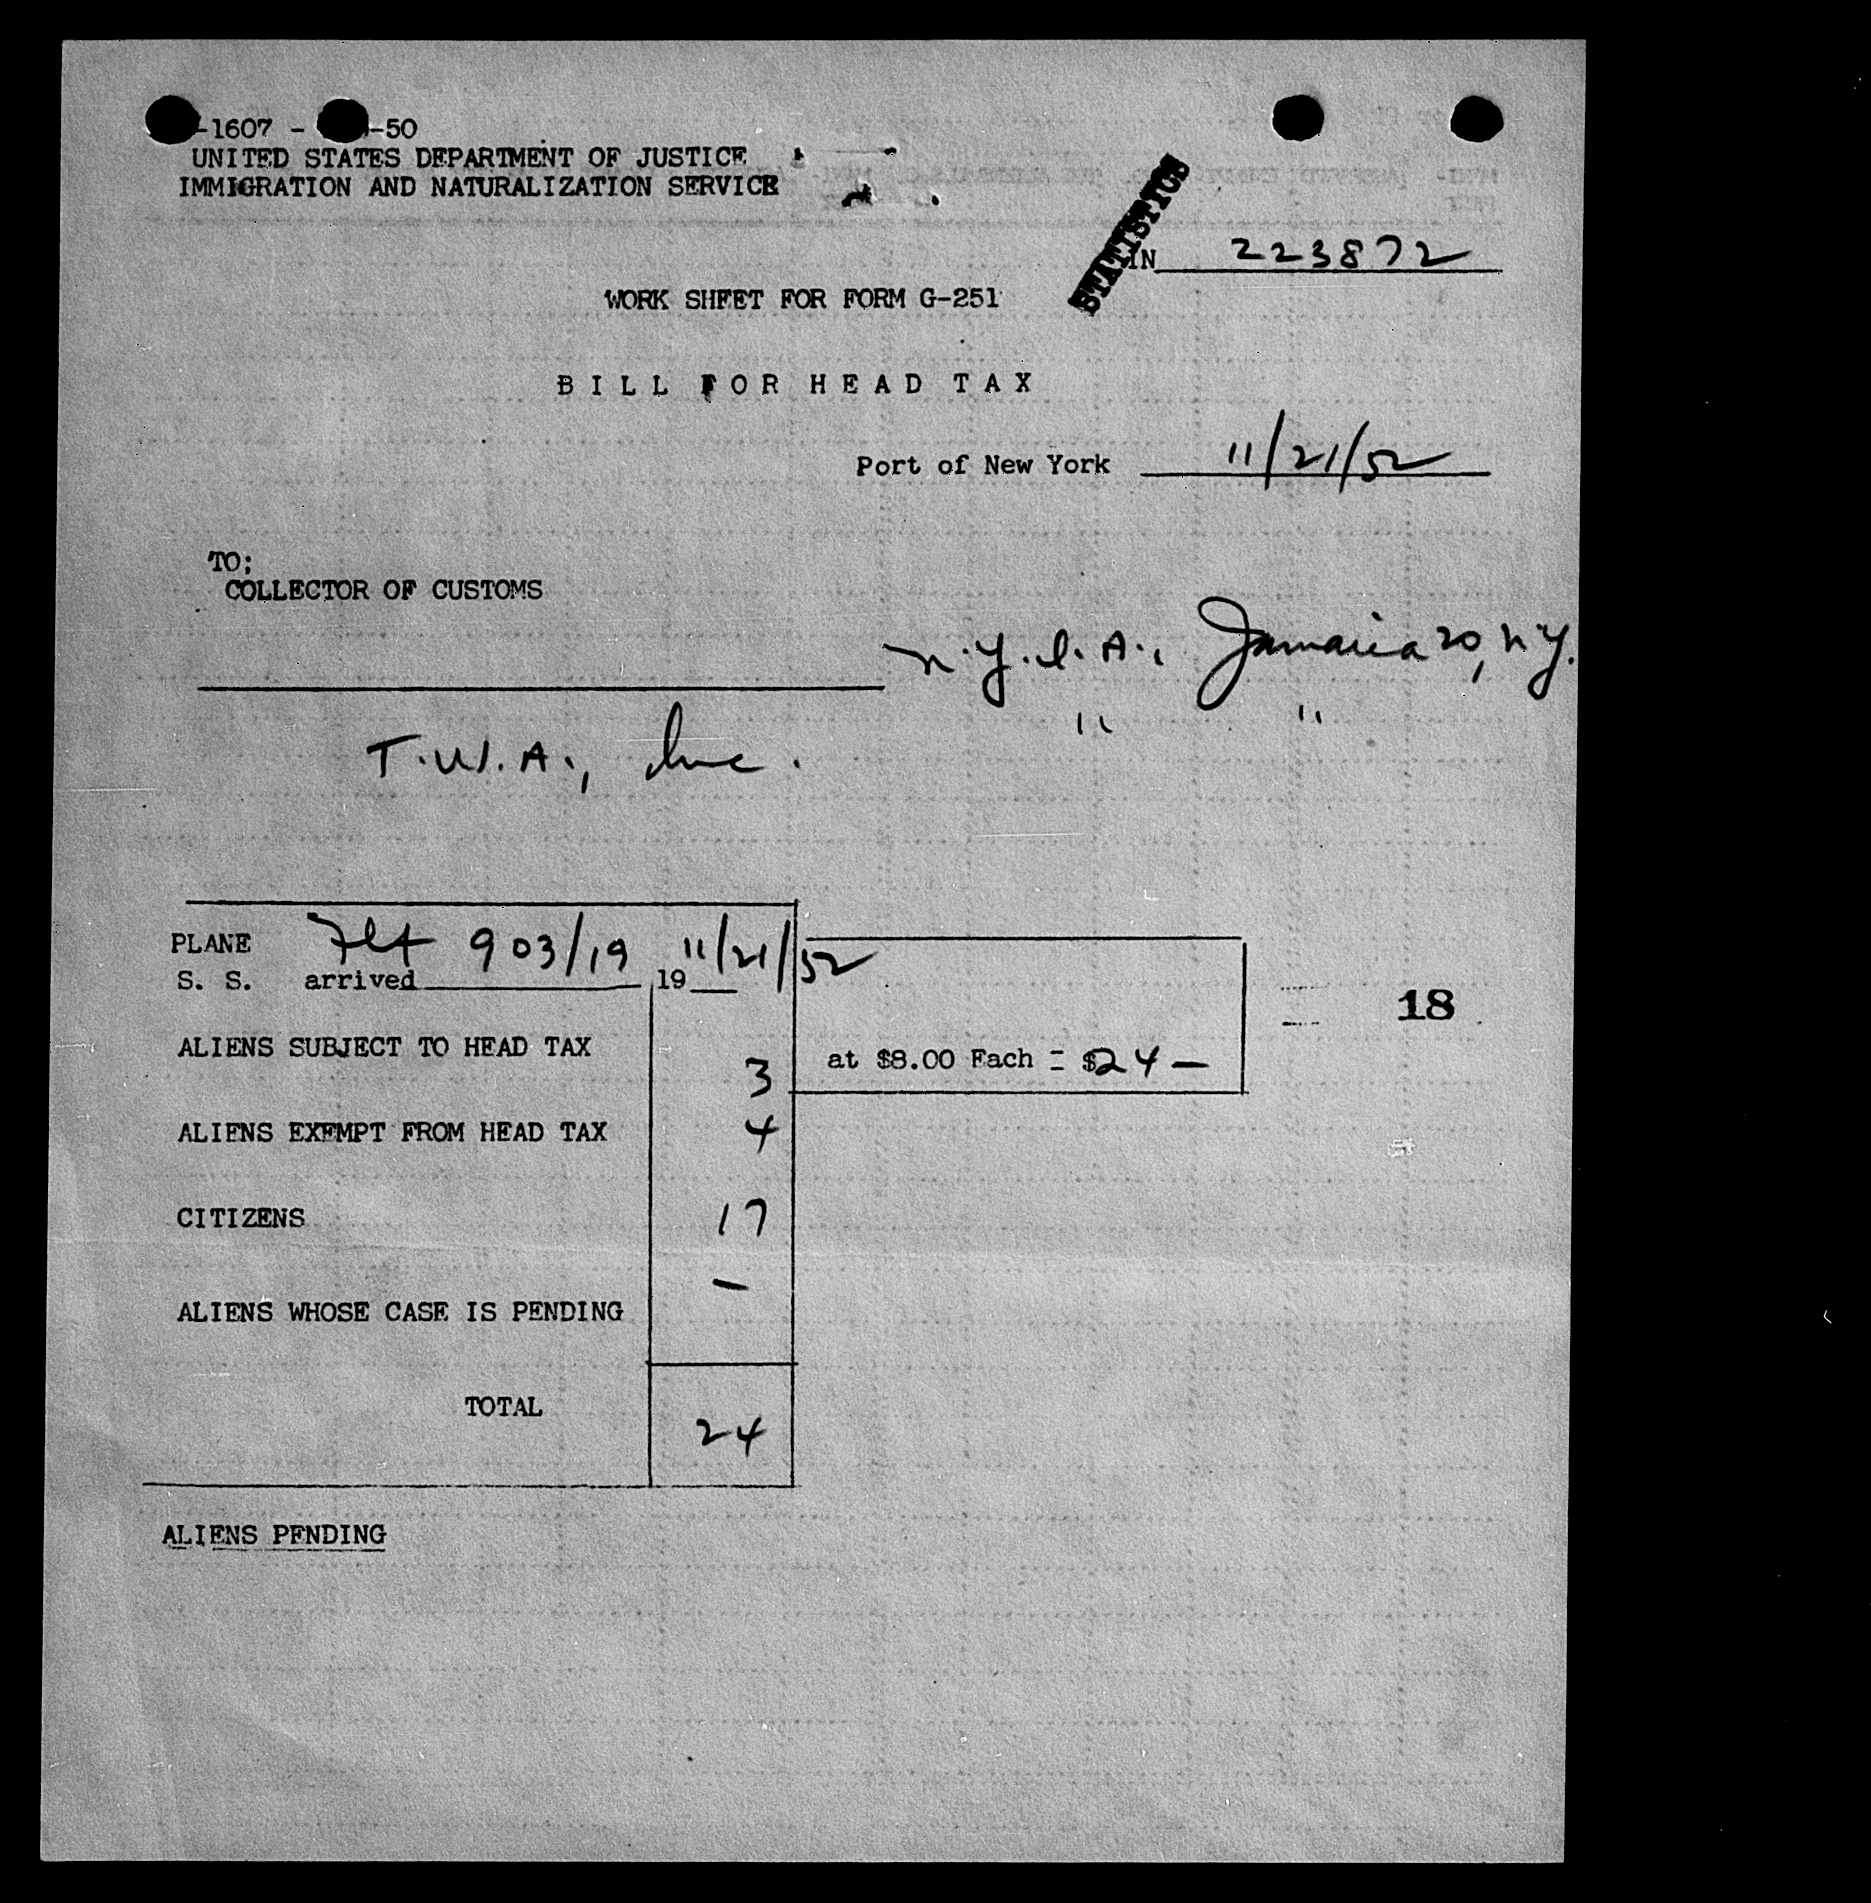 -1607 - -50
UNITED STATES DEPARTMENT OF JUSTICE
IMMIGRATION AND NATURALIZATION SERVICE
STATISTICS
IN 223872
WORK SHEET FOR FORM G-251
BILL FOR HEAD TAX
Port of New York 11/21/52
TO;
COLLECTOR OF CUSTOMS
N.Y.I.A., Jamaica 20, N.Y.
" "
T.W.A., Inc.
PLANE Flt 903/19 11/21/52
S. S. arrived 19
18
ALIENS SUBJECT TO HEAD TAX 3 at $8.00 Each = $24 —
ALIENS EXEMPT FROM HEAD TAX 4
CITIZENS 17
ALIENS WHOSE CASE IS PENDING —
TOTAL 24
ALIENS PENDING